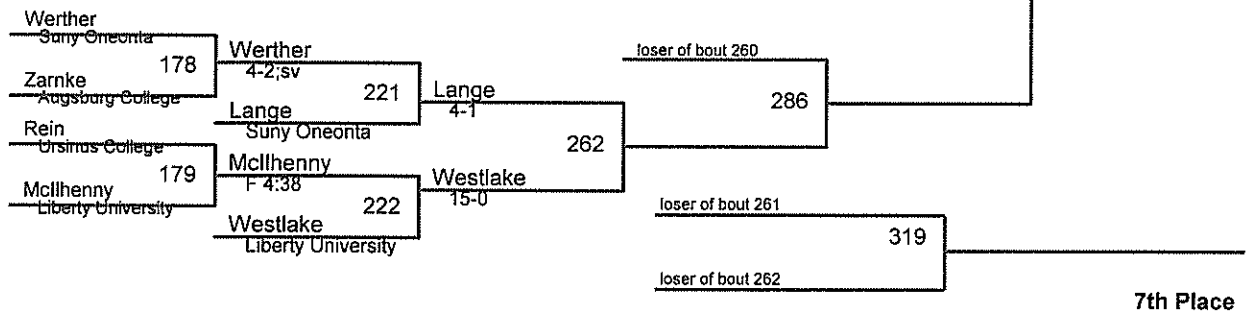 Werther
Suny Oneonta
178
Zarnke
Augsburg College
Rein
Ursinus College
179
McIlhenny
Liberty University
Werther
4-2;sv
221
Lange
Suny Oneonta
McIlhenny
F 4:38
222
Westlake
Liberty University
Lange
4-1
262
Westlake
15-0
loser of bout 260
286
loser of bout 261
319
loser of bout 262
7th Place